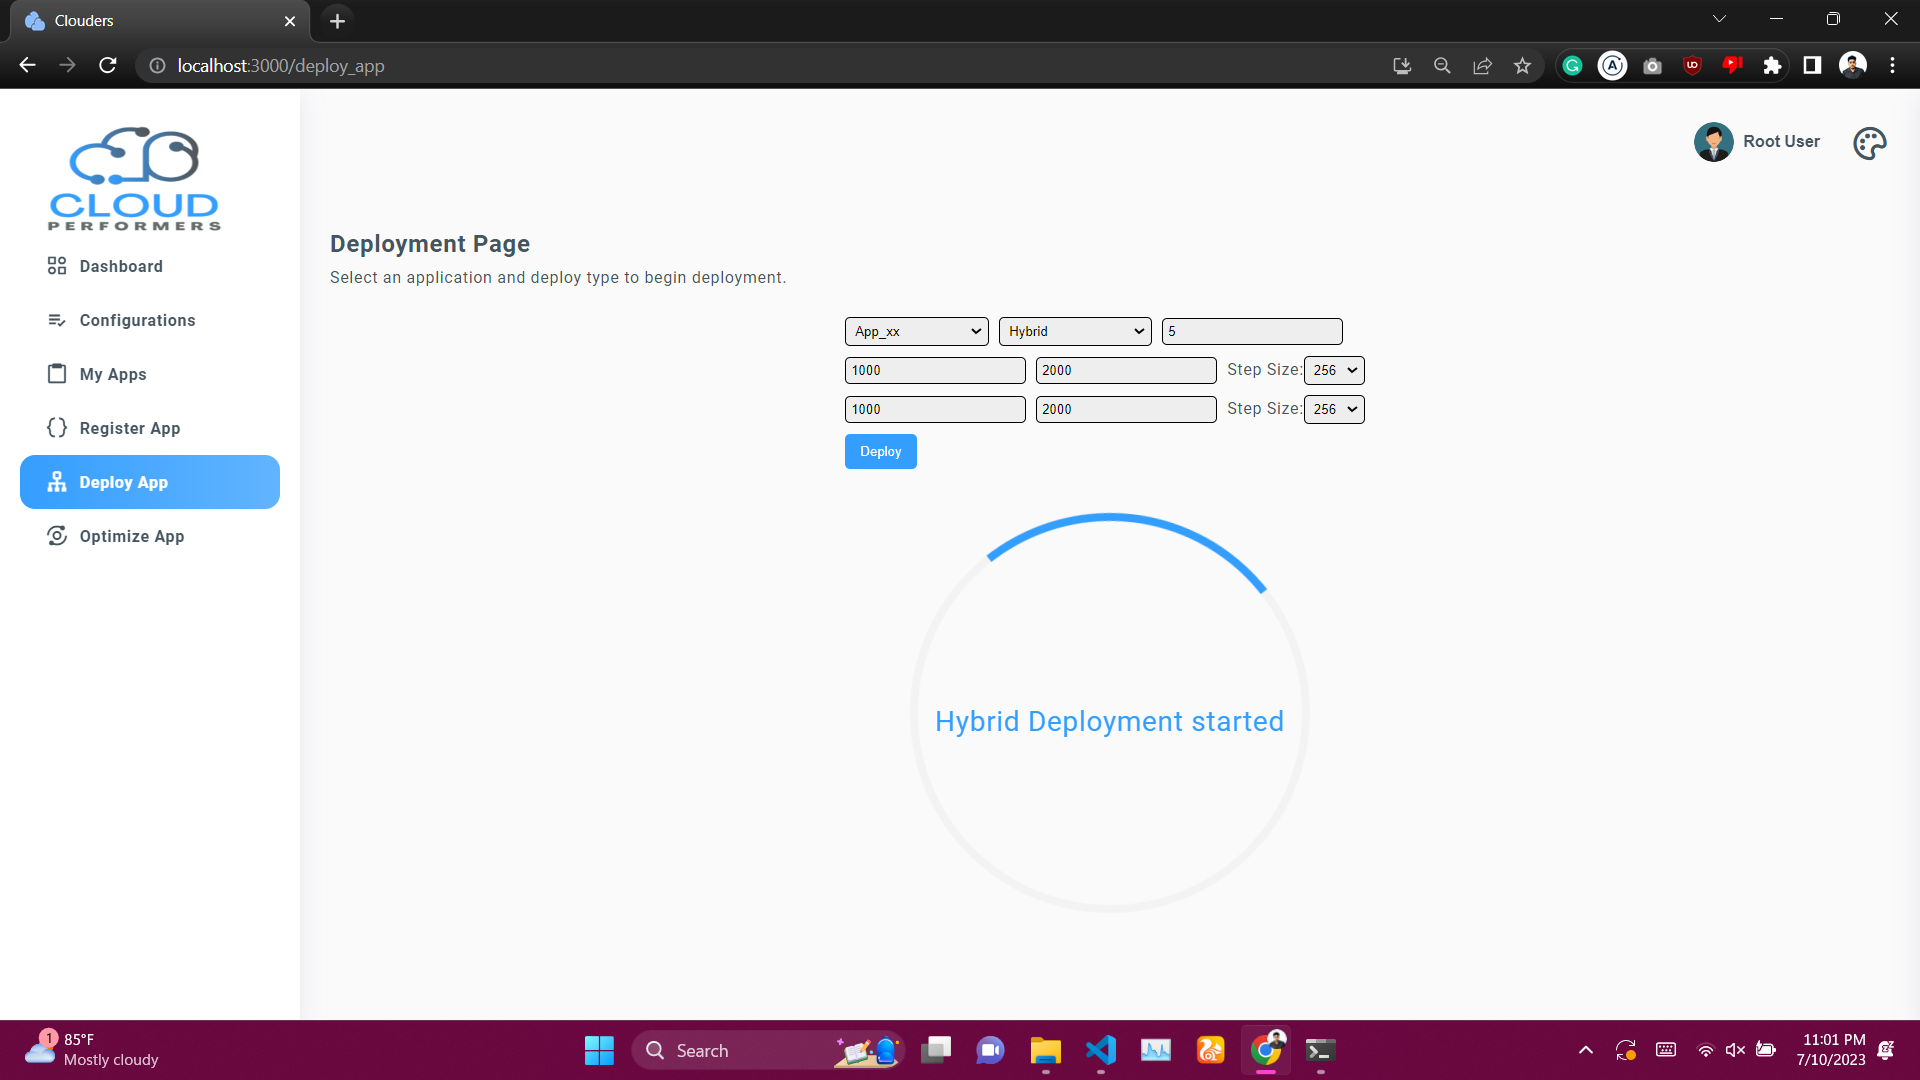 Clouders
localhost:3000/deploy_app
CLOUD
PERFORMERS
Root User
Dashboard
Configurations
My Apps
Register App
Deploy App
Optimize App
Deployment Page
Select an application and deploy type to begin deployment.
App_xx Hybrid 5
1000 2000 Step Size: 256
1000 2000 Step Size: 256
Deploy
Hybrid Deployment started
1
85°F
Mostly cloudy
Search
11:01 PM
7/10/2023